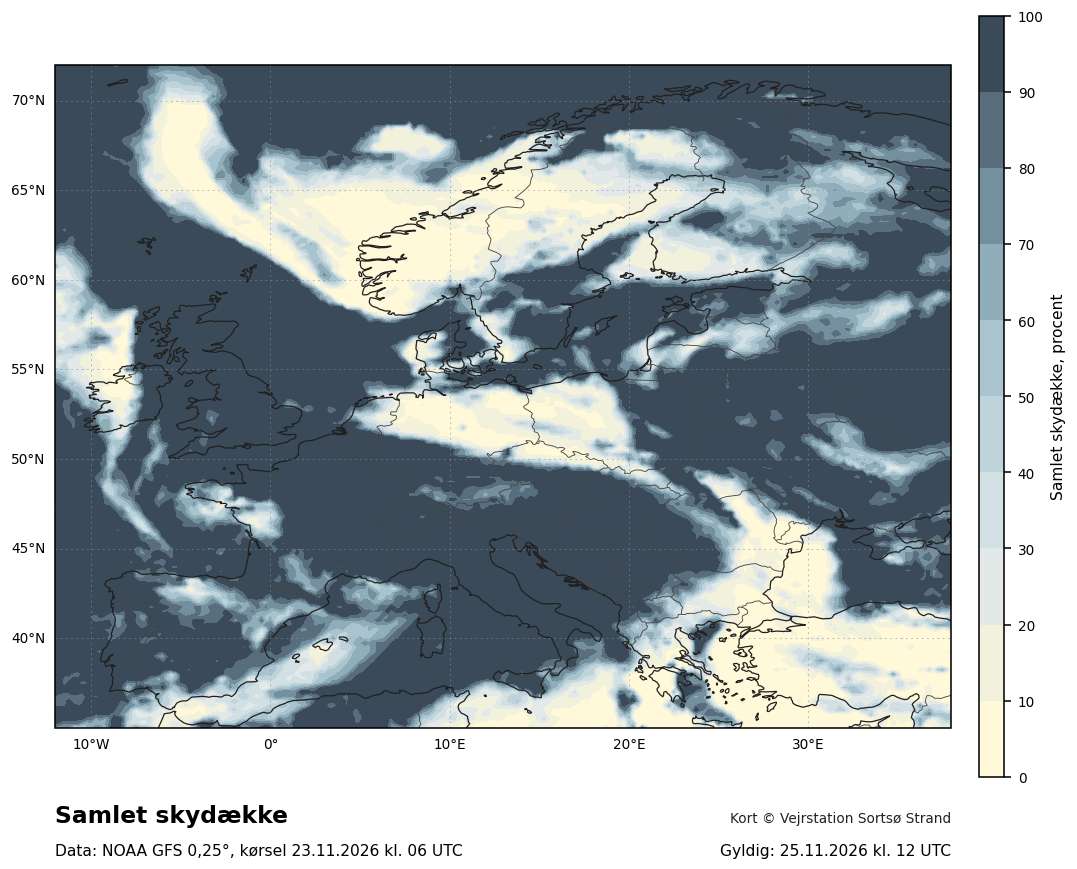 100
90
80
70
60
50
40
30
20
10
0
Samlet skydække, procent
70°N
65°N
60°N
55°N
50°N
45°N
40°N
10°W
0°
10°E
20°E
30°E
Samlet skydække
Kort © Vejrstation Sortsø Strand
Data: NOAA GFS 0,25°, kørsel 23.11.2026 kl. 06 UTC
Gyldig: 25.11.2026 kl. 12 UTC